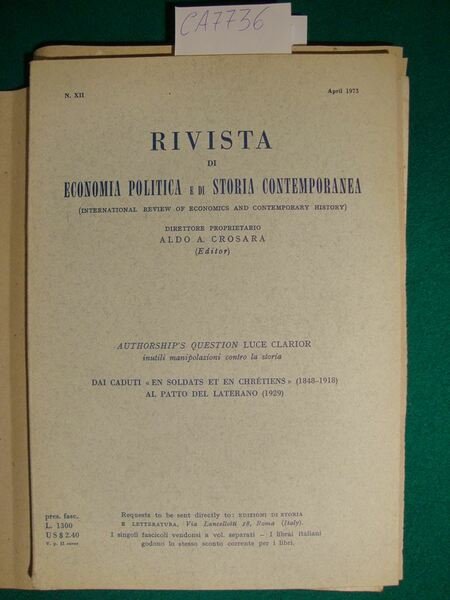 CA7736
N. XII
April 1973
RIVISTA
DI
ECONOMIA POLITICA E DI STORIA CONTEMPORANEA
(INTERNATIONAL REVIEW OF ECONOMICS AND CONTEMPORARY HISTORY)
DIRETTORE PROPRIETARIO
ALDO A. CROSARA
(Editor)
AUTHORSHIP'S QUESTION LUCE CLARIOR
inutili manipolazioni contro la storia
DAI CADUTI «EN SOLDATS ET EN CHRÉTIENS» (1848-1918)
AL PATTO DEL LATERANO (1929)
pres. fasc.
L. 1300
US $ 2.40
V. p. II cover
Requests to be sent directly to: EDIZIONI DI STORIA
E LETTERATURA, Via Lancellotti 18, Roma (Italy).
I singoli fascicoli vendonsi a vol. separati – I librai italiani
godono lo stesso sconto corrente per i libri.